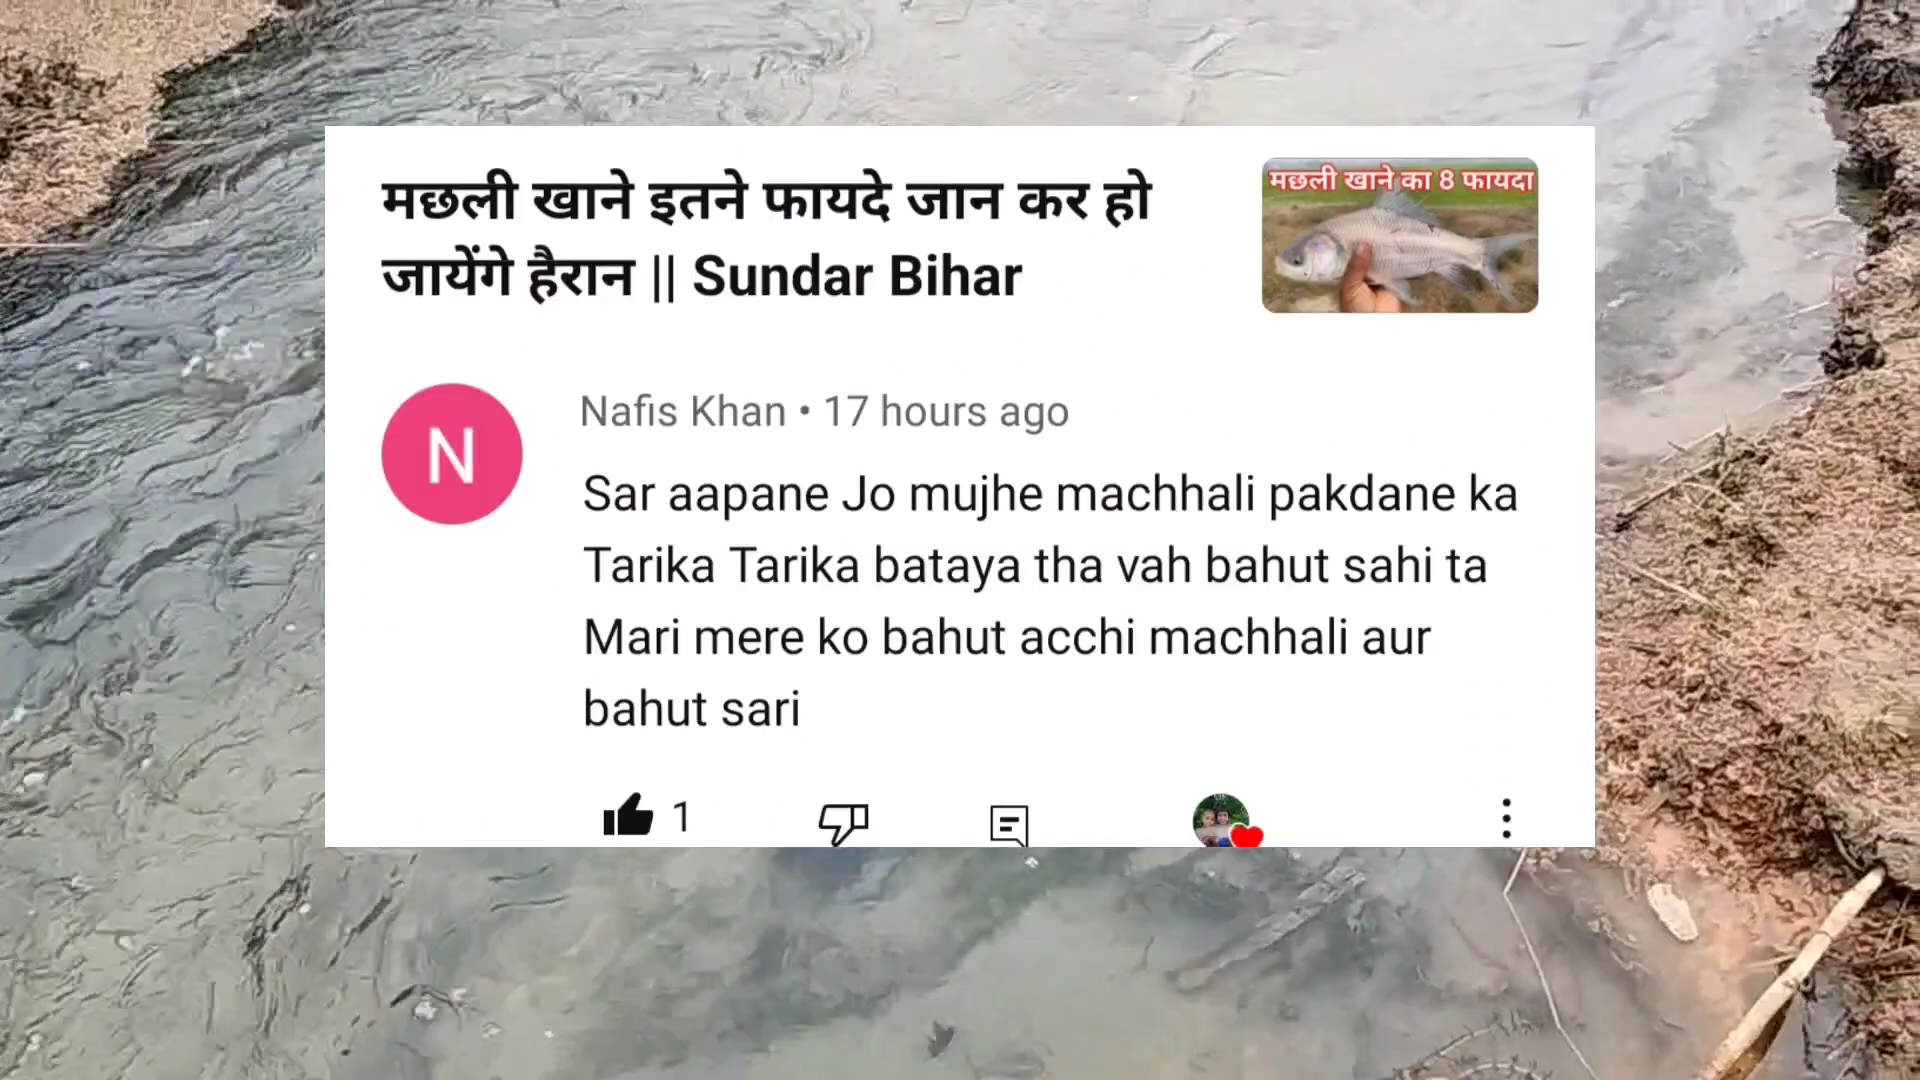 मछली खाने इतने फायदे जान कर हो
जायेंगे हैरान || Sundar Bihar
मछली खाने का 8 फायदा
N
Nafis Khan • 17 hours ago
Sar aapane Jo mujhe machhali pakdane ka
Tarika Tarika bataya tha vah bahut sahi ta
Mari mere ko bahut acchi machhali aur
bahut sari
1